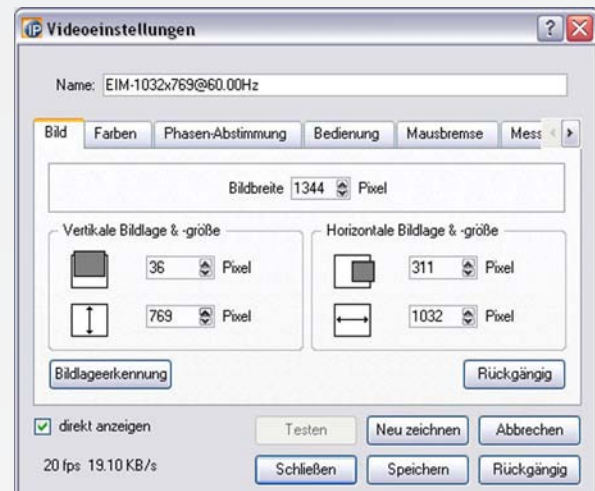 Videoeinstellungen
Name: EIM-1032x769@60.00Hz
Bild Farben Phasen-Abstimmung Bedienung Mausbremse Mess
Bildbreite 1344 Pixel
Vertikale Bildlage & -größe Horizontale Bildlage & -größe
36 Pixel 311 Pixel
769 Pixel 1032 Pixel
Bildlageerkennung Rückgängig
direkt anzeigen Testen Neu zeichnen Abbrechen
20 fps 19.10 KB/s Schließen Speichern Rückgängig